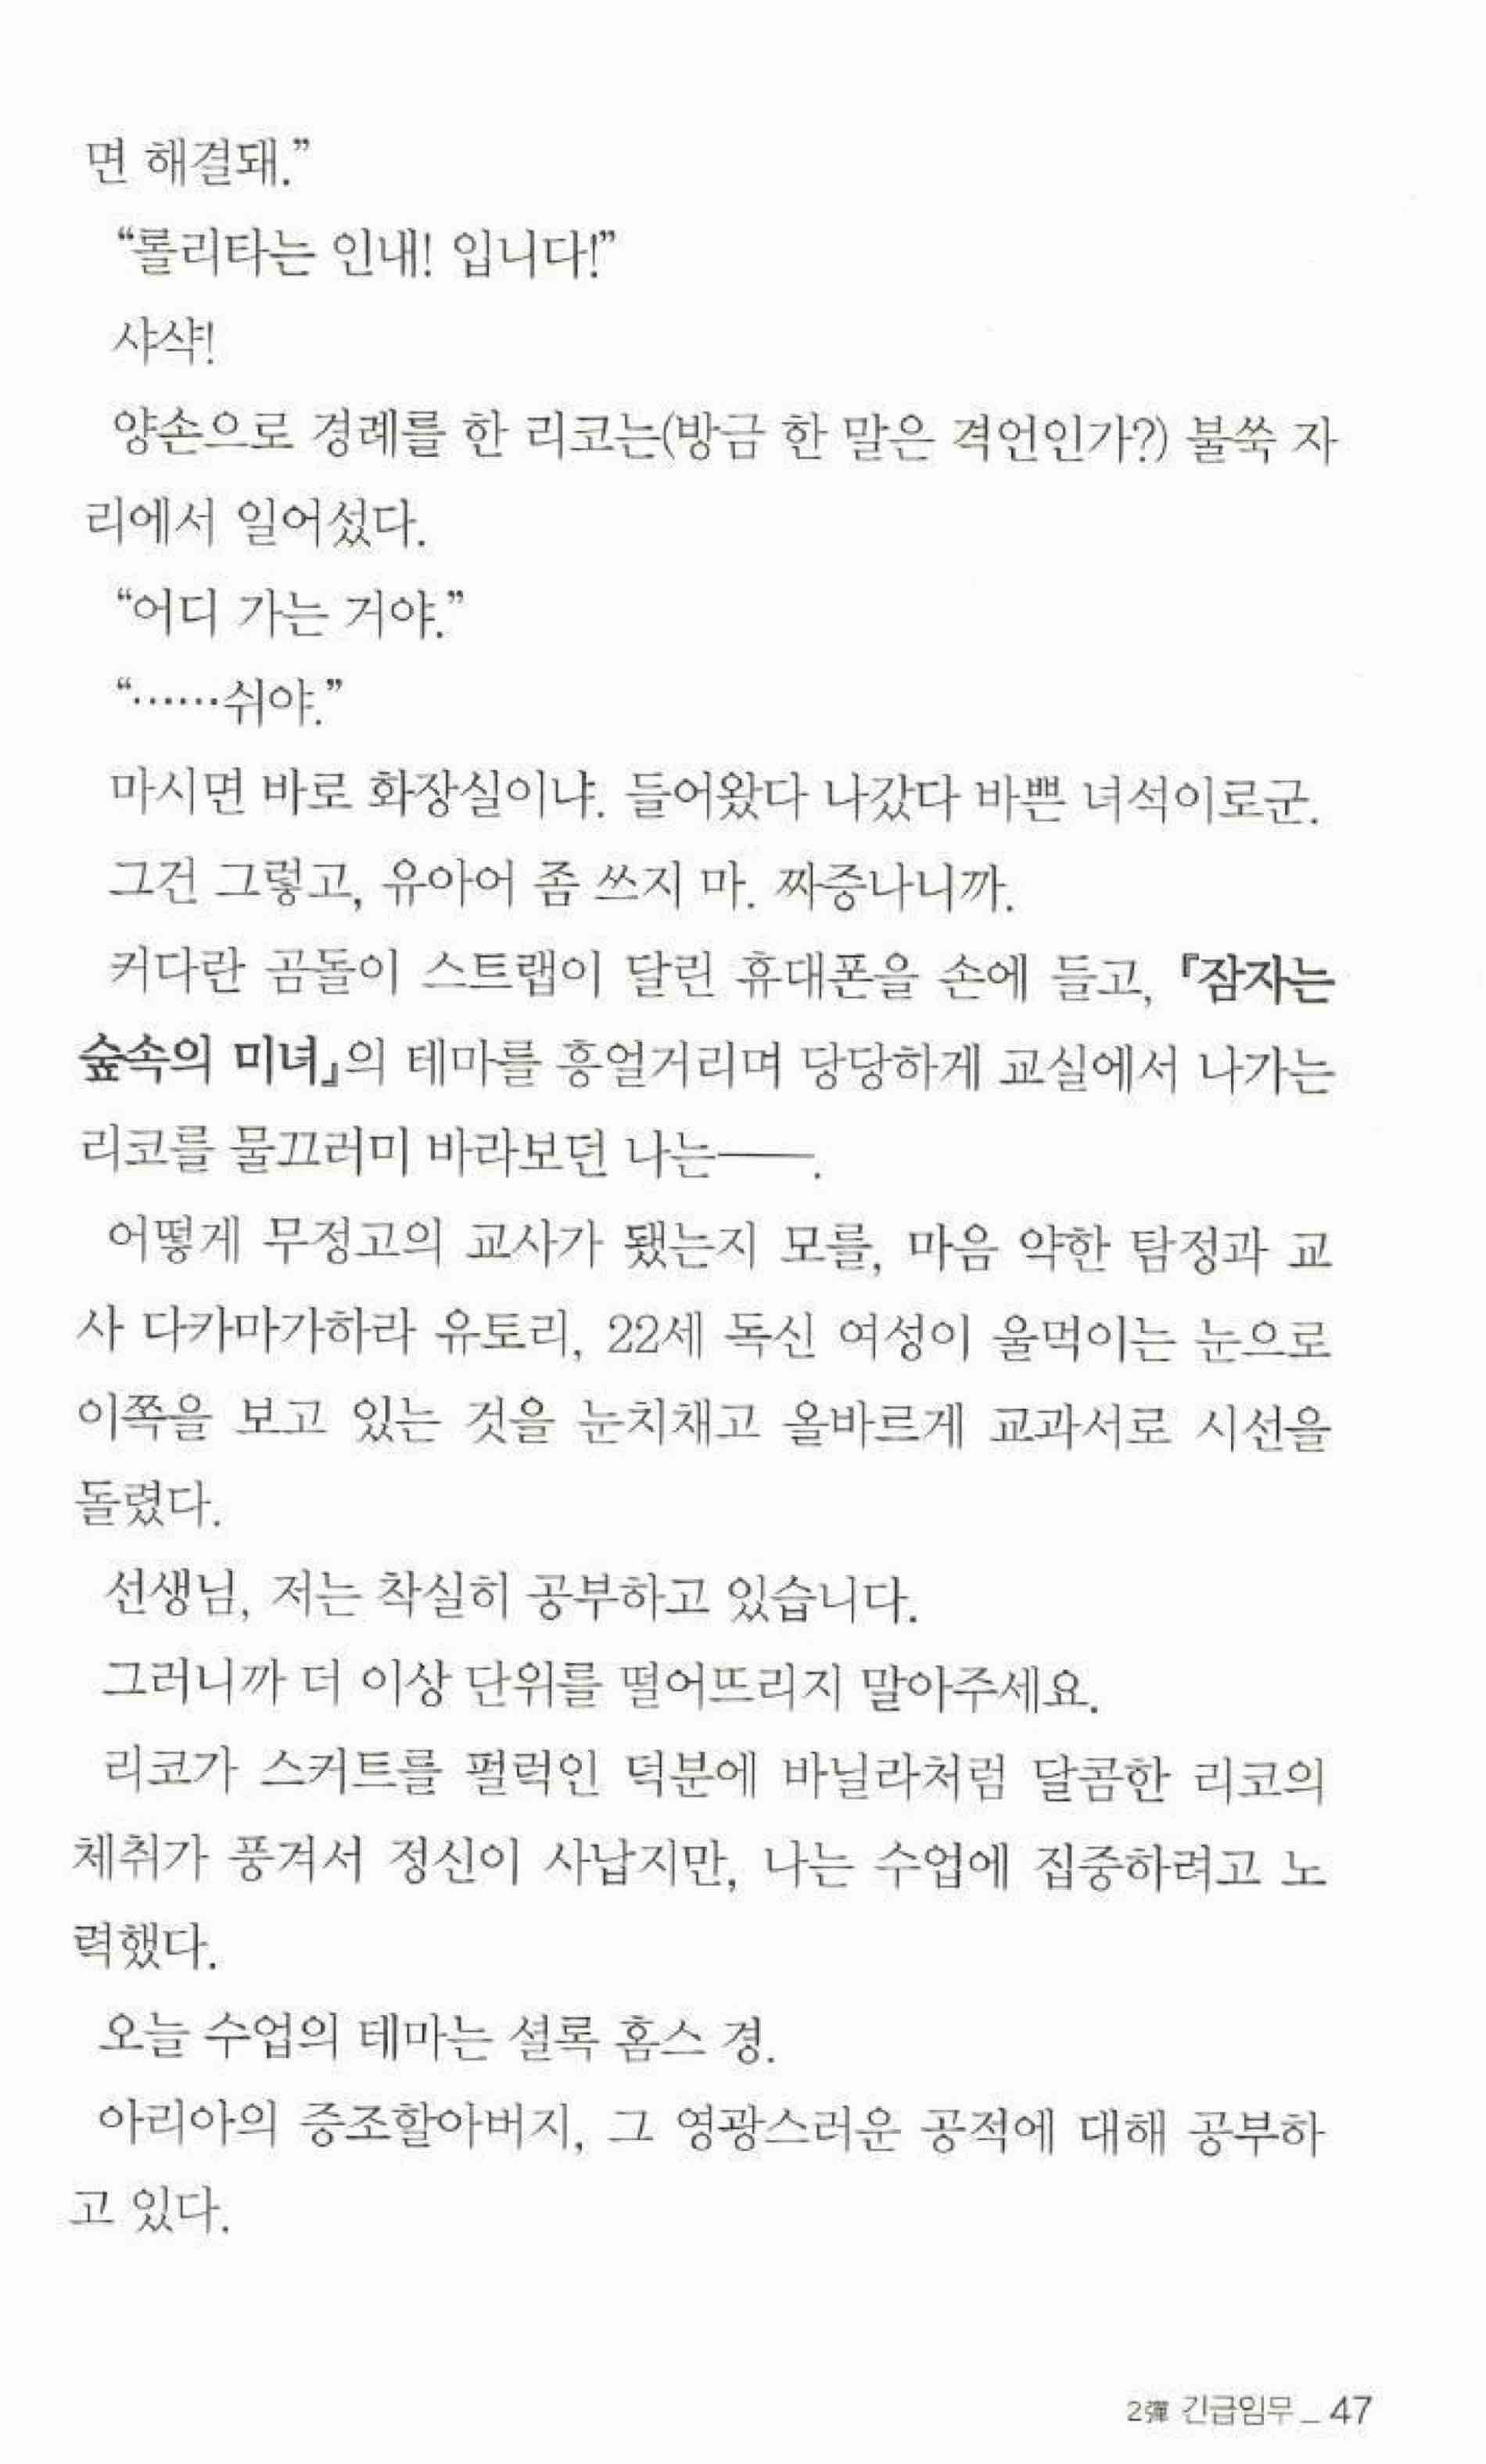 면 해결돼.”
“롤리타는 인내! 입니다!”
샤샥!
양손으로 경례를 한 리코는(방금 한 말은 격언인가?) 불쑥 자
리에서 일어섰다.
“어디 가는 거야.”
“……쉬야.”
마시면 바로 화장실이냐. 들어왔다 나갔다 바쁜 녀석이로군.
그건 그렇고, 유아어 좀 쓰지 마. 짜증나니까.
커다란 곰돌이 스트랩이 달린 휴대폰을 손에 들고, 『잠자는
숲속의 미녀』의 테마를 흥얼거리며 당당하게 교실에서 나가는
리코를 물끄러미 바라보던 나는──.
어떻게 무정고의 교사가 됐는지 모를, 마음 약한 탐정과 교
사 다카마가하라 유토리, 22세 독신 여성이 울먹이는 눈으로
이쪽을 보고 있는 것을 눈치채고 올바르게 교과서로 시선을
돌렸다.
선생님, 저는 착실히 공부하고 있습니다.
그러니까 더 이상 단위를 떨어뜨리지 말아주세요.
리코가 스커트를 펄럭인 덕분에 바닐라처럼 달콤한 리코의
체취가 풍겨서 정신이 사납지만, 나는 수업에 집중하려고 노
력했다.
오늘 수업의 테마는 셜록 홈스 경.
아리아의 증조할아버지, 그 영광스러운 공적에 대해 공부하
고 있다.
2彈 긴급임무 _ 47